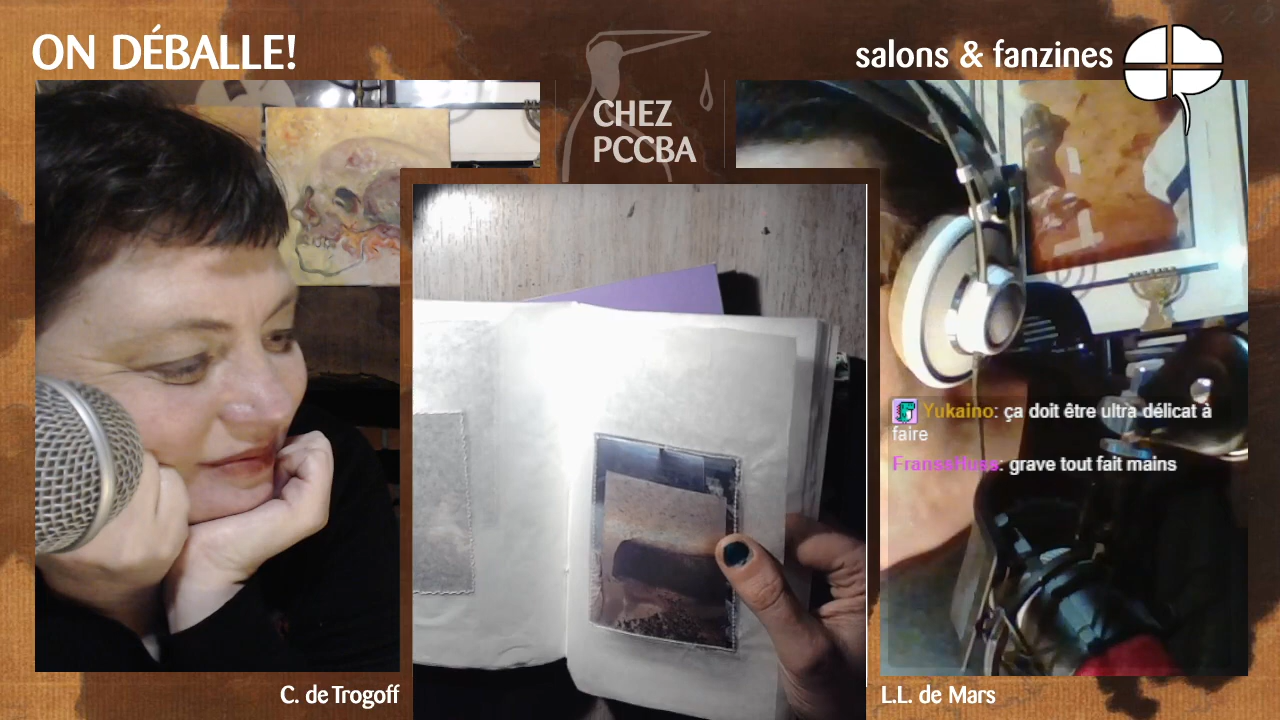 ON DÉBALLE!
salons & fanzines
CHEZ
PCCBA
Yukaino: ça doit être ultra délicat à
faire
Franssfluss: grave tout fait mains
C. de Trogoff
L.L. de Mars